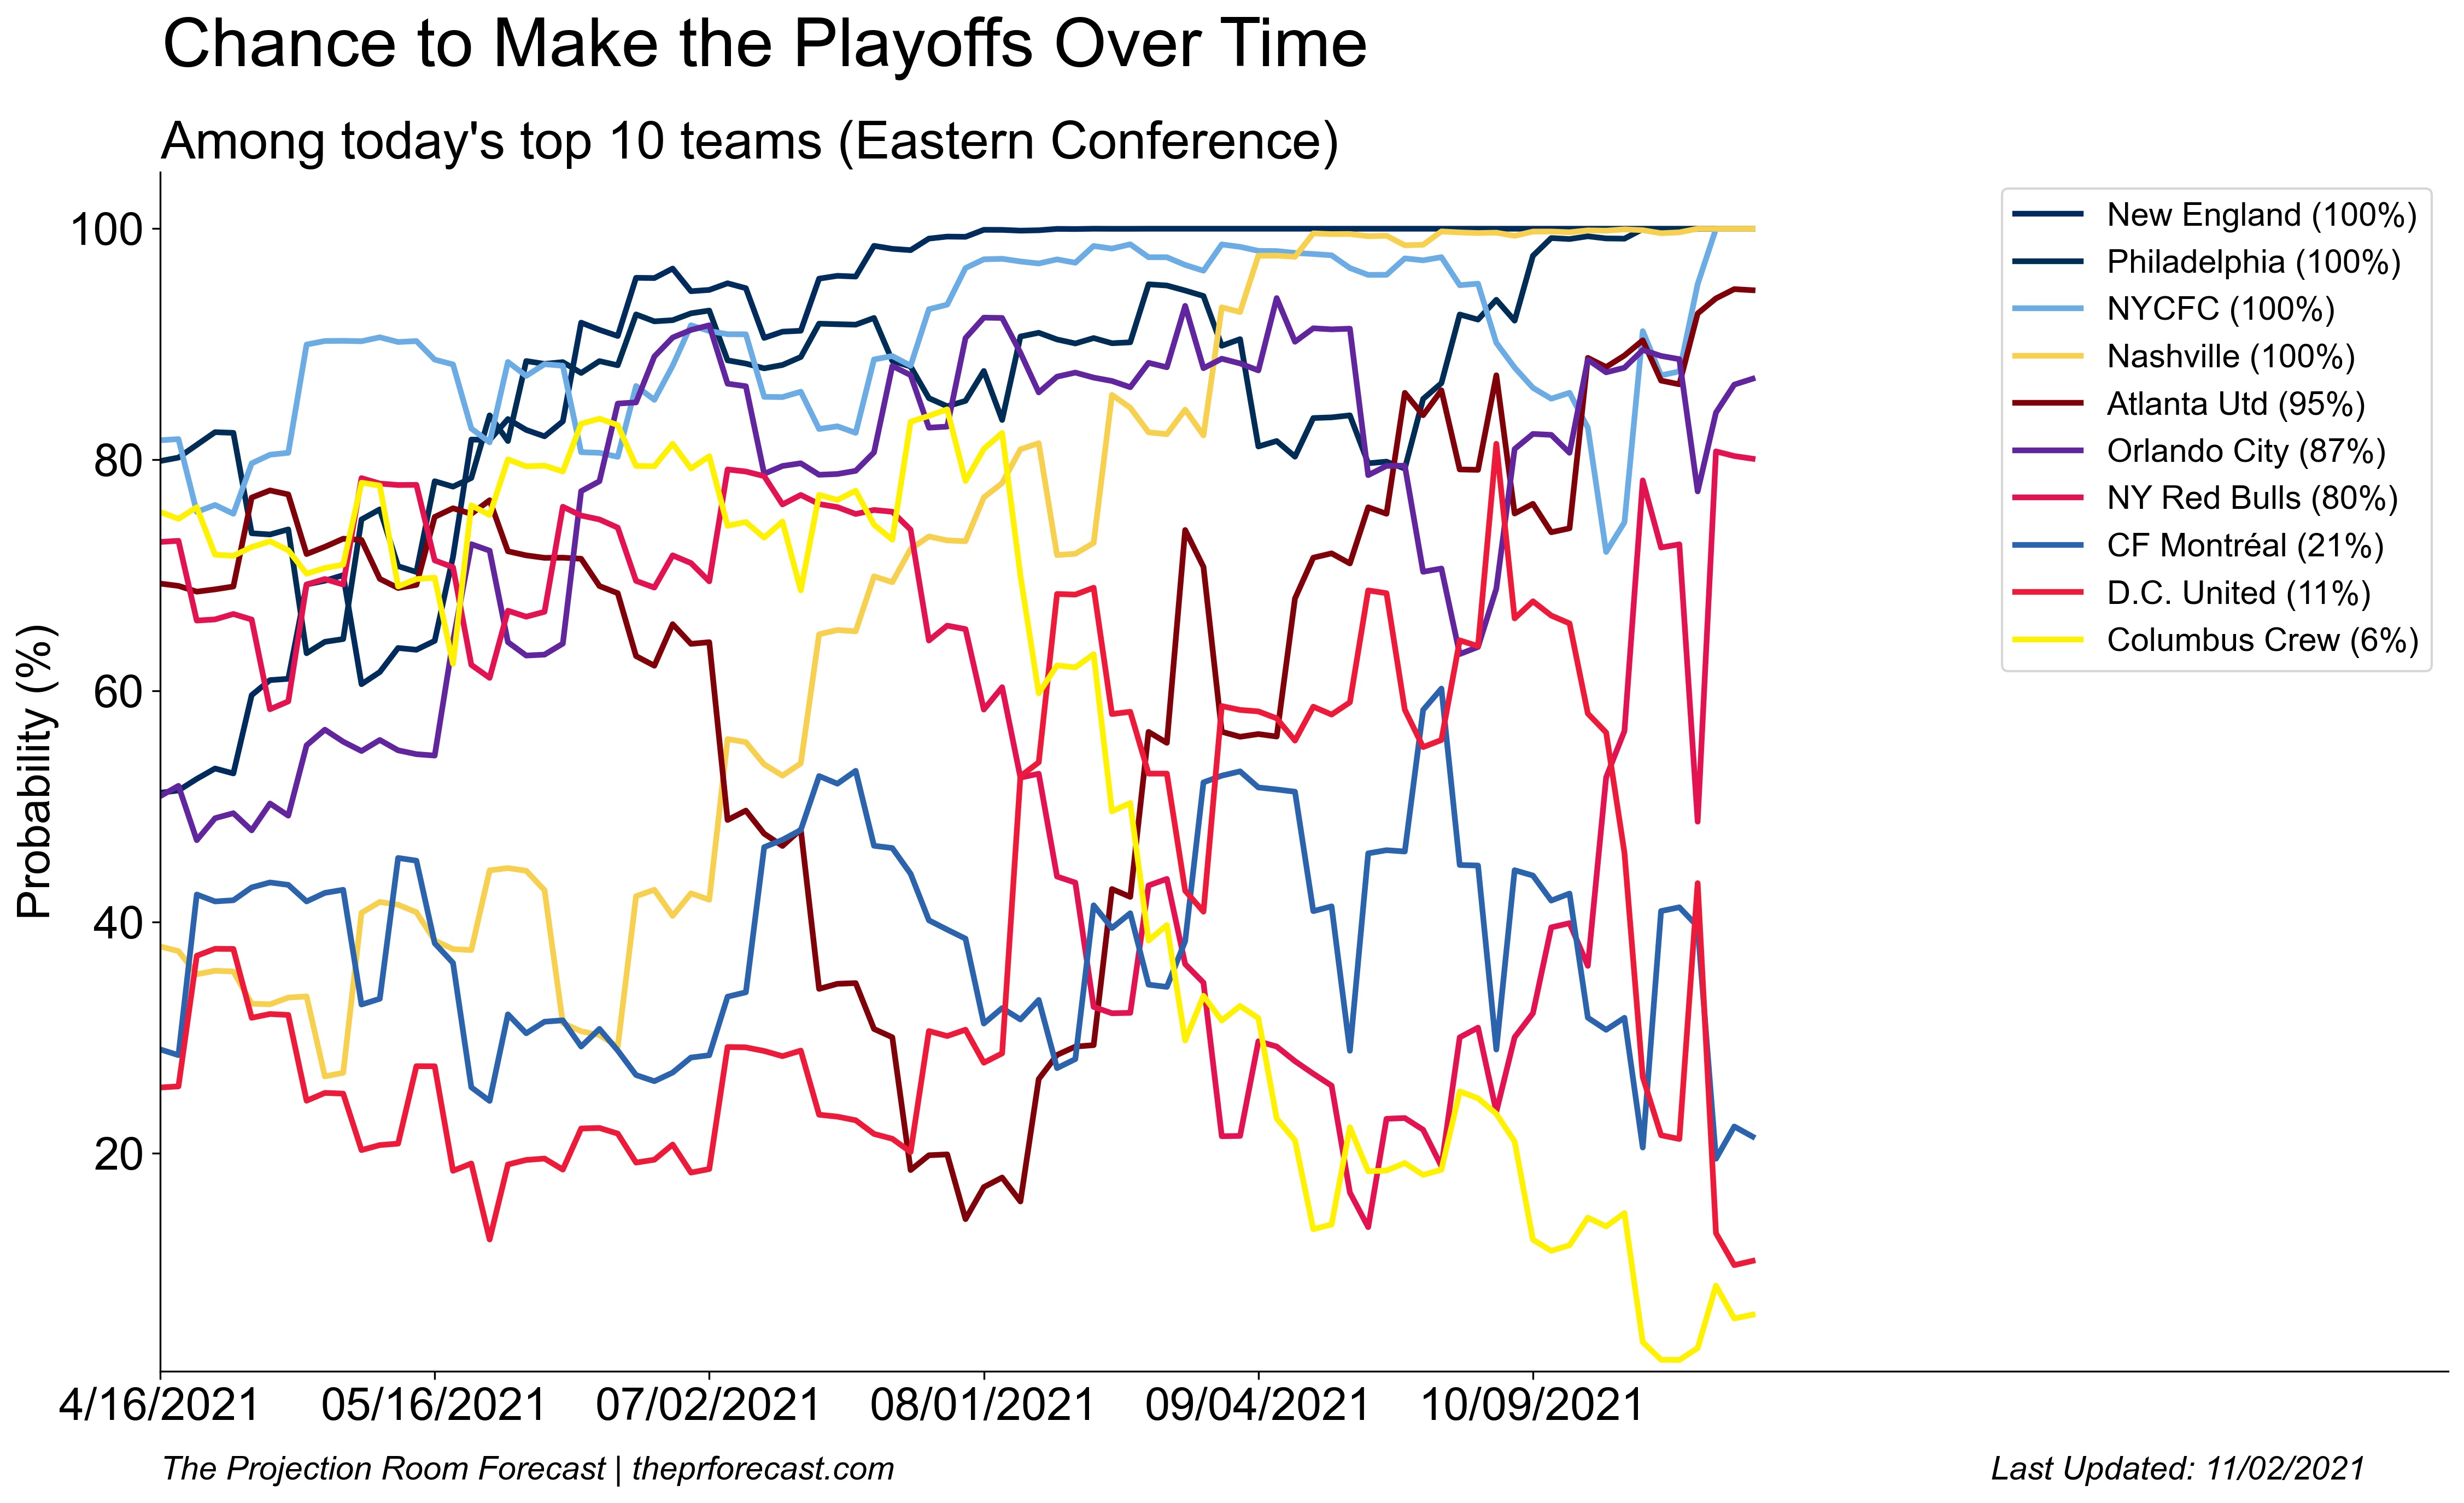 Chance to Make the Playoffs Over Time
Among today's top 10 teams (Eastern Conference)
100
80
60
40
20
Probability (%)
New England (100%)
Philadelphia (100%)
NYCFC (100%)
Nashville (100%)
Atlanta Utd (95%)
Orlando City (87%)
NY Red Bulls (80%)
CF Montréal (21%)
D.C. United (11%)
Columbus Crew (6%)
4/16/2021 05/16/2021 07/02/2021 08/01/2021 09/04/2021 10/09/2021
The Projection Room Forecast | theprforecast.com
Last Updated: 11/02/2021